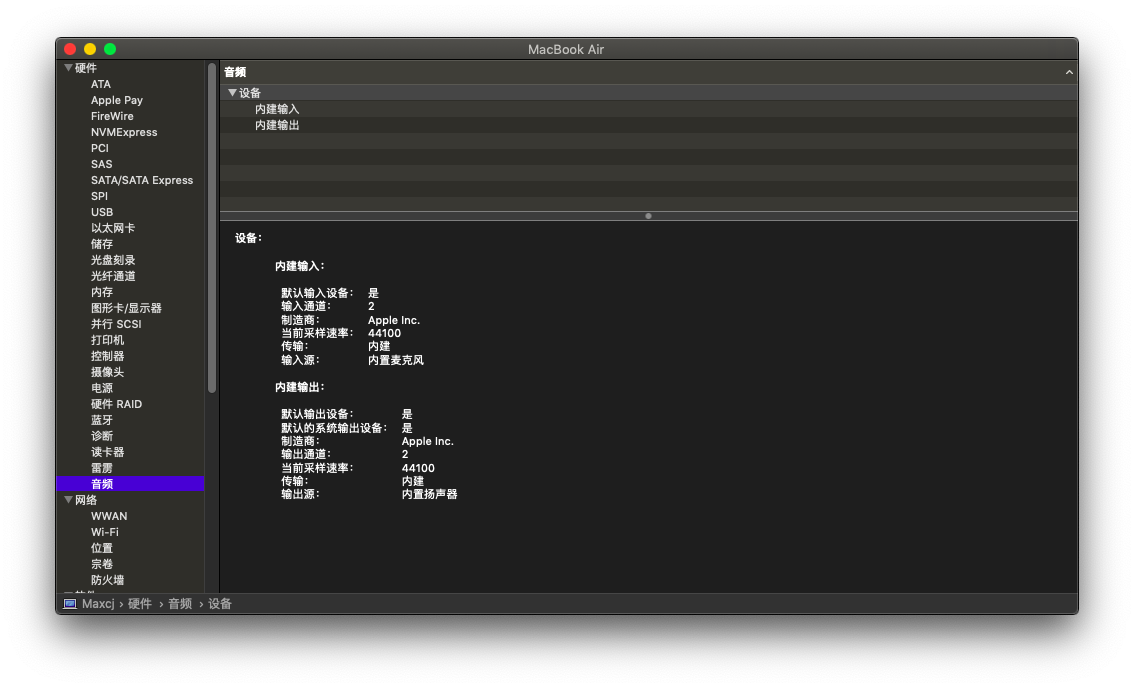 MacBook Air
硬件
ATA
Apple Pay
FireWire
NVMExpress
PCI
SAS
SATA/SATA Express
SPI
USB
以太网卡
储存
光盘刻录
光纤通道
内存
图形卡/显示器
并行 SCSI
打印机
控制器
摄像头
电源
硬件 RAID
蓝牙
诊断
读卡器
雷雳
音频
网络
WWAN
Wi-Fi
位置
宗卷
防火墙
音频
设备
内建输入
内建输出
设备：
内建输入：
默认输入设备： 是
输入通道： 2
制造商： Apple Inc.
当前采样速率： 44100
传输： 内建
输入源： 内置麦克风
内建输出：
默认输出设备： 是
默认的系统输出设备： 是
制造商： Apple Inc.
输出通道： 2
当前采样速率： 44100
传输： 内建
输出源： 内置扬声器
Maxcj › 硬件 › 音频 › 设备